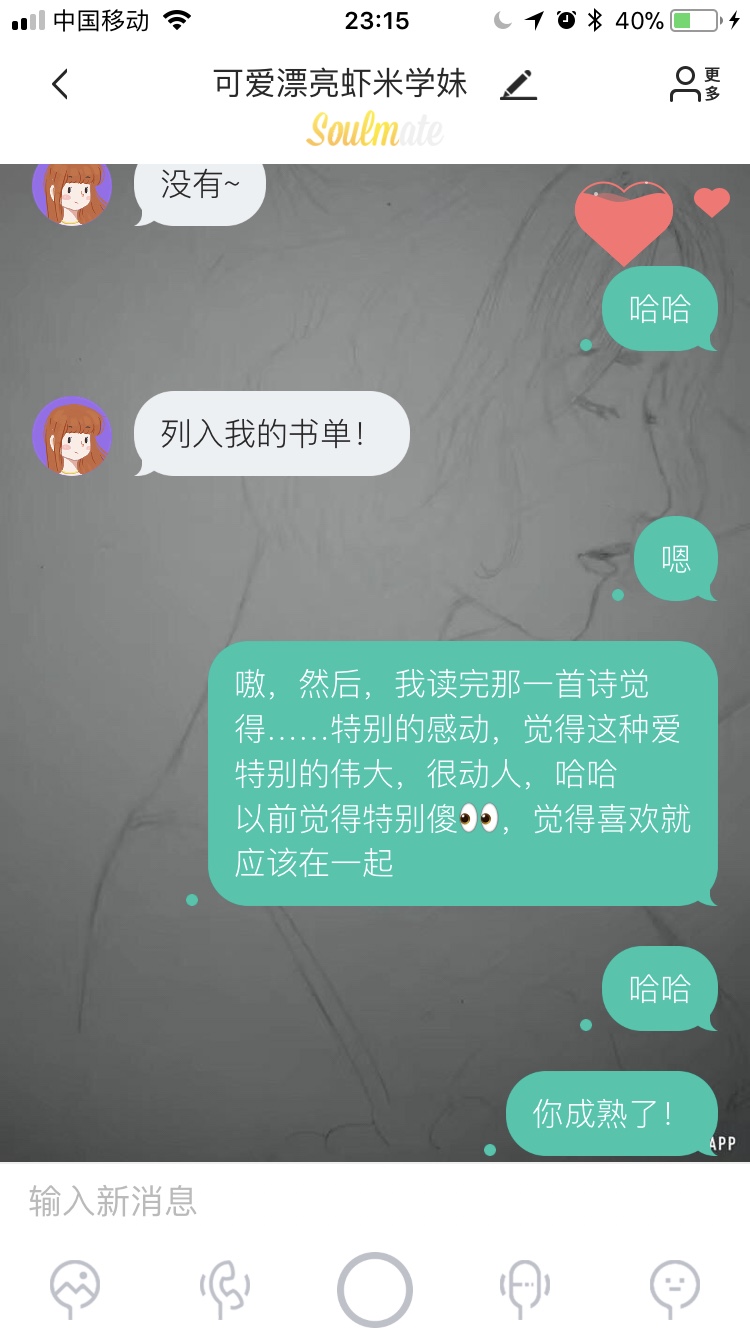 中国移动 23:15 40%
可爱漂亮虾米学妹 更多
Soulmate
没有~
哈哈
列入我的书单！
嗯
嗷，然后，我读完那一首诗觉
得……特别的感动，觉得这种爱
特别的伟大，很动人，哈哈
以前觉得特别傻👀，觉得喜欢就
应该在一起
哈哈
你成熟了！
APP
输入新消息